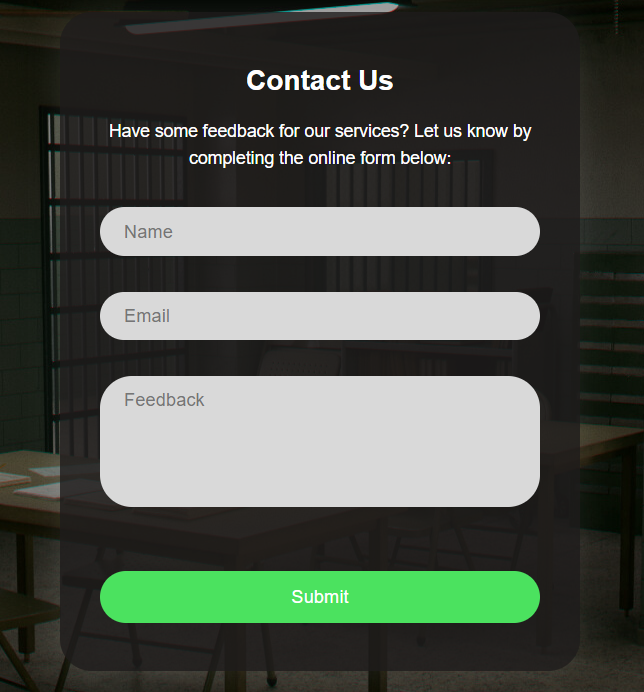 Contact Us
Have some feedback for our services? Let us know by
completing the online form below:
Name
Email
Feedback
Submit